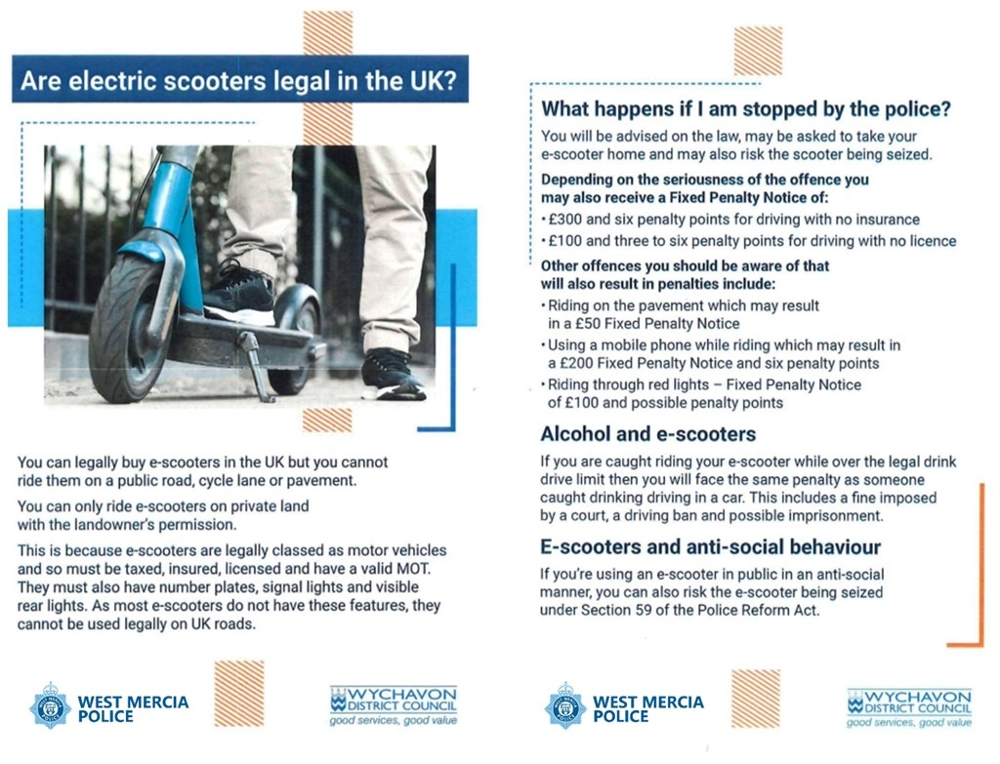 Are electric scooters legal in the UK?
You can legally buy e-scooters in the UK but you cannot
ride them on a public road, cycle lane or pavement.
You can only ride e-scooters on private land
with the landowner's permission.
This is because e-scooters are legally classed as motor vehicles
and so must be taxed, insured, licensed and have a valid MOT.
They must also have number plates, signal lights and visible
rear lights. As most e-scooters do not have these features, they
cannot be used legally on UK roads.
WEST MERCIA
POLICE
WYCHAVON
DISTRICT COUNCIL
good services, good value
What happens if I am stopped by the police?
You will be advised on the law, may be asked to take your
e-scooter home and may also risk the scooter being seized.
Depending on the seriousness of the offence you
may also receive a Fixed Penalty Notice of:
• £300 and six penalty points for driving with no insurance
• £100 and three to six penalty points for driving with no licence
Other offences you should be aware of that
will also result in penalties include:
• Riding on the pavement which may result
in a £50 Fixed Penalty Notice
• Using a mobile phone while riding which may result in
a £200 Fixed Penalty Notice and six penalty points
• Riding through red lights – Fixed Penalty Notice
of £100 and possible penalty points
Alcohol and e-scooters
If you are caught riding your e-scooter while over the legal drink
drive limit then you will face the same penalty as someone
caught drinking driving in a car. This includes a fine imposed
by a court, a driving ban and possible imprisonment.
E-scooters and anti-social behaviour
If you're using an e-scooter in public in an anti-social
manner, you can also risk the e-scooter being seized
under Section 59 of the Police Reform Act.
WEST MERCIA
POLICE
WYCHAVON
DISTRICT COUNCIL
good services, good value